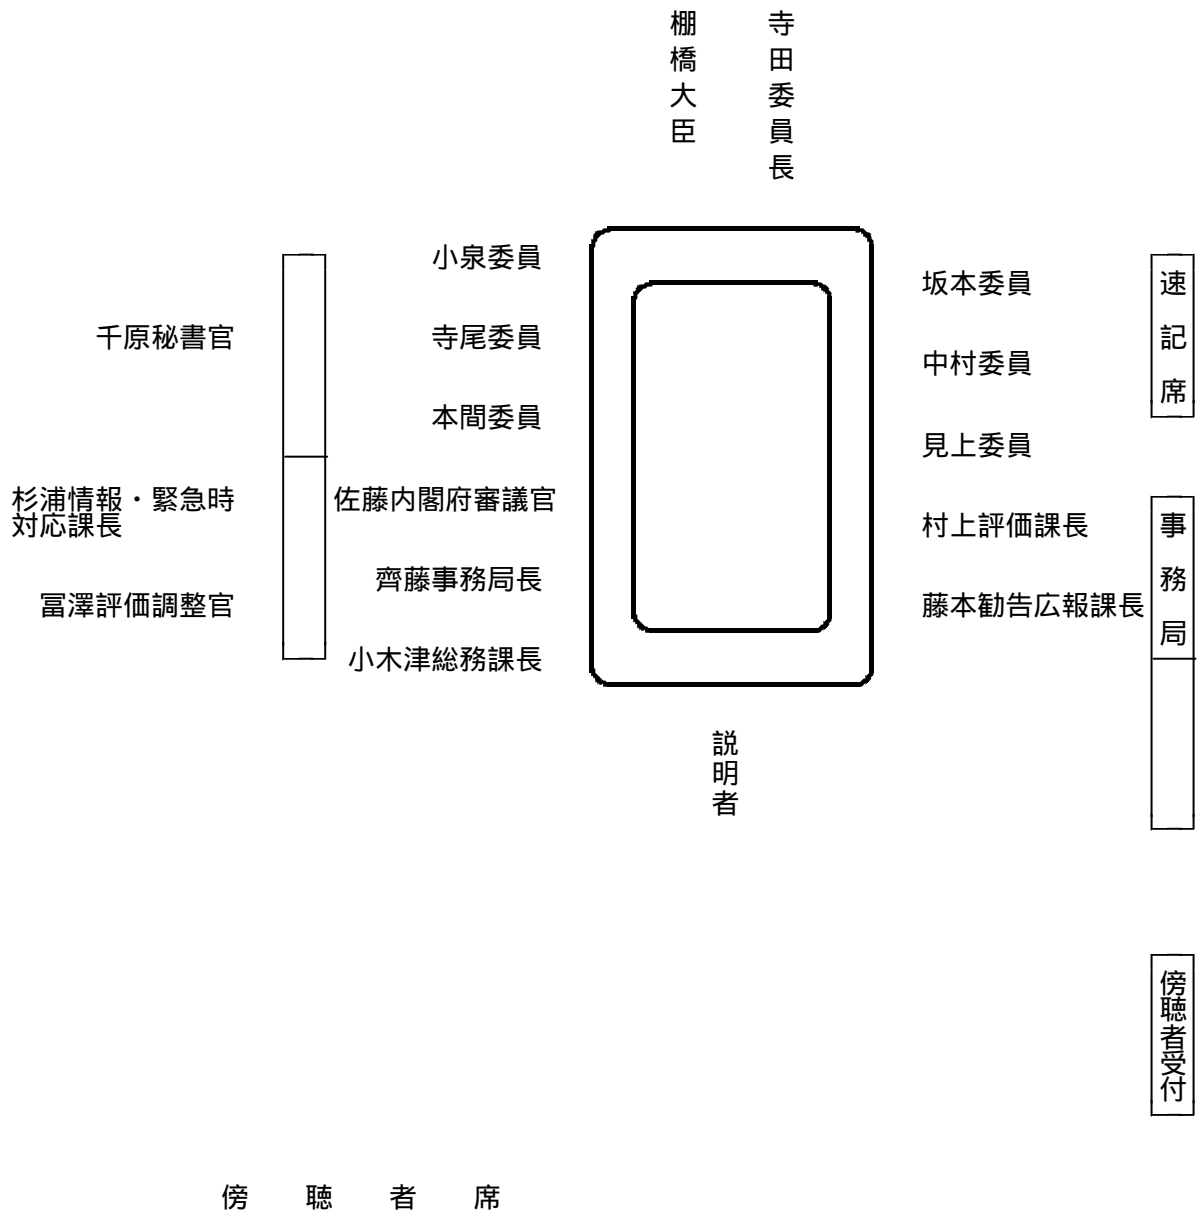 棚橋大臣
寺田委員長
小泉委員
坂本委員
速記席
千原秘書官
寺尾委員
中村委員
本間委員
見上委員
杉浦情報・緊急時
対応課長
佐藤内閣府審議官
村上評価課長
事務局
齊藤事務局長
冨澤評価調整官
藤本勧告広報課長
小木津総務課長
説明者
傍聴者受付
傍聴者席